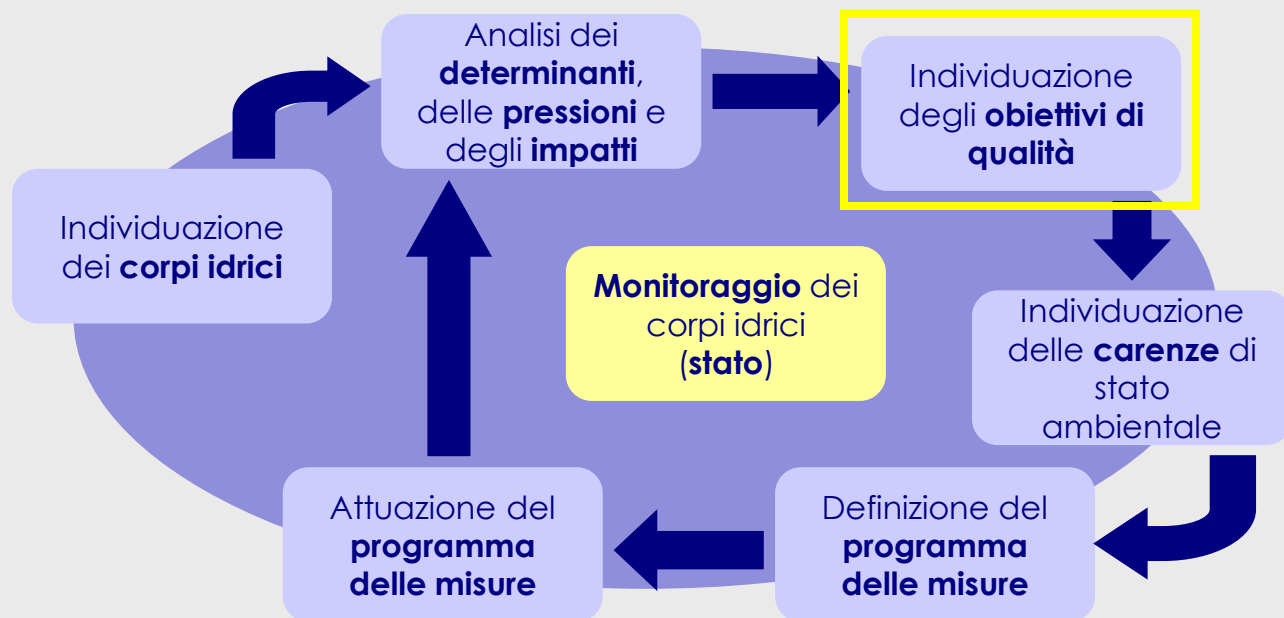 Analisi dei
determinanti,
delle pressioni e
degli impatti
Individuazione
degli obiettivi di
qualità
Individuazione
dei corpi idrici
Monitoraggio dei
corpi idrici
(stato)
Individuazione
delle carenze di
stato
ambientale
Attuazione del
programma
delle misure
Definizione del
programma
delle misure